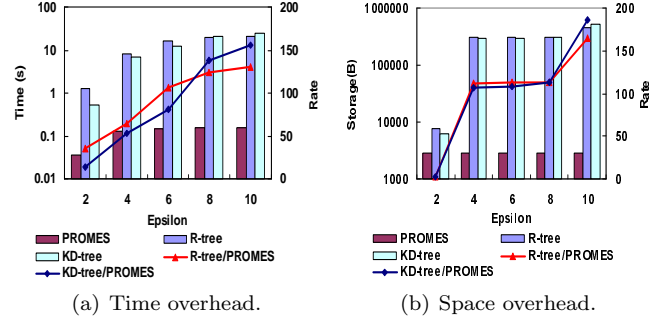 100
10
1
0.1
0.01
Time (s)
200
150
100
50
0
Rate
2 4 6 8 10
Epsilon
PROMES R-tree
KD-tree R-tree/PROMES
KD-tree/PROMES
(a) Time overhead.
1000000
100000
10000
1000
Storage(B)
200
150
100
50
0
Rate
2 4 6 8 10
Epsilon
PROMES R-tree
KD-tree R-tree/PROMES
KD-tree/PROMES
(b) Space overhead.